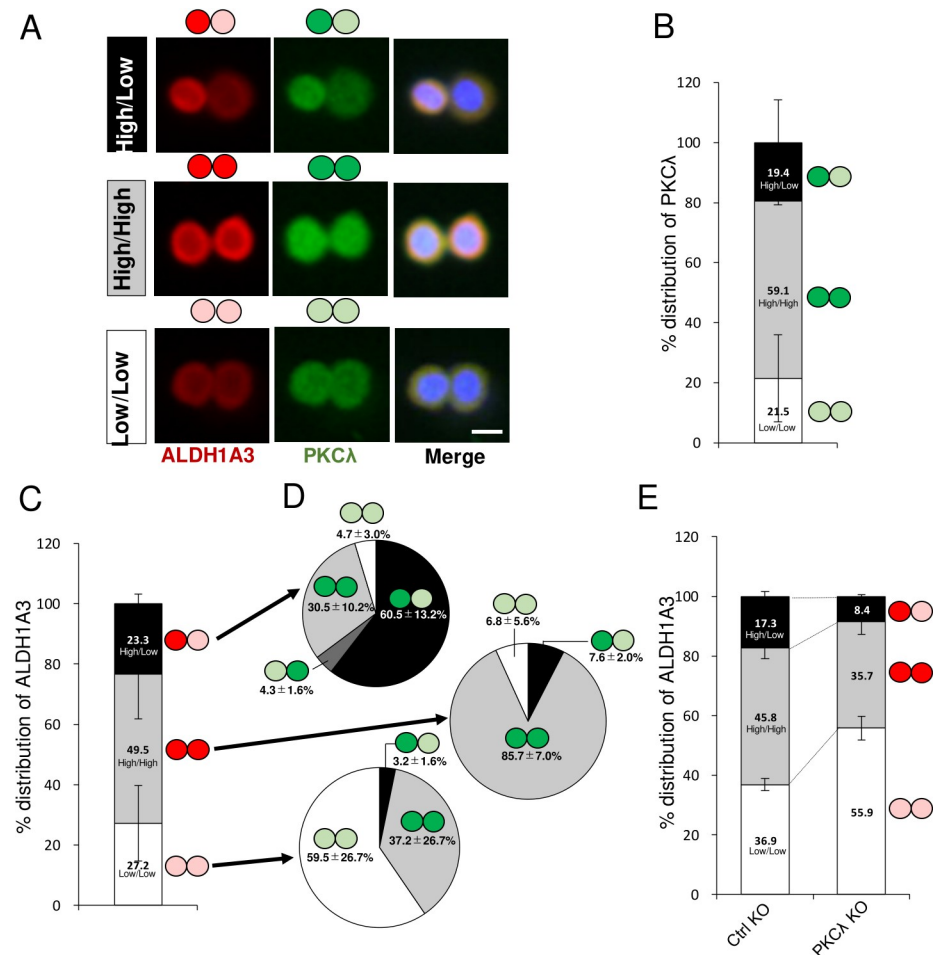 A
High/Low
High/High
Low/Low
ALDH1A3
PKCλ
Merge
B
% distribution of PKCλ
120
100
80
60
40
20
0
19.4
High/Low
59.1
High/High
21.5
Low/Low
C
% distribution of ALDH1A3
120
100
80
60
40
20
0
23.3
High/Low
49.5
High/High
27.2
Low/Low
D
4.7±3.0%
30.5±10.2%
60.5±13.2%
4.3±1.6%
6.8±5.6%
7.6±2.0%
85.7±7.0%
3.2±1.6%
37.2±26.7%
59.5±26.7%
E
% distribution of ALDH1A3
120
100
80
60
40
20
0
17.3
High/Low
45.8
High/High
36.9
Low/Low
8.4
35.7
55.9
Ctrl KO
PKCλ KO